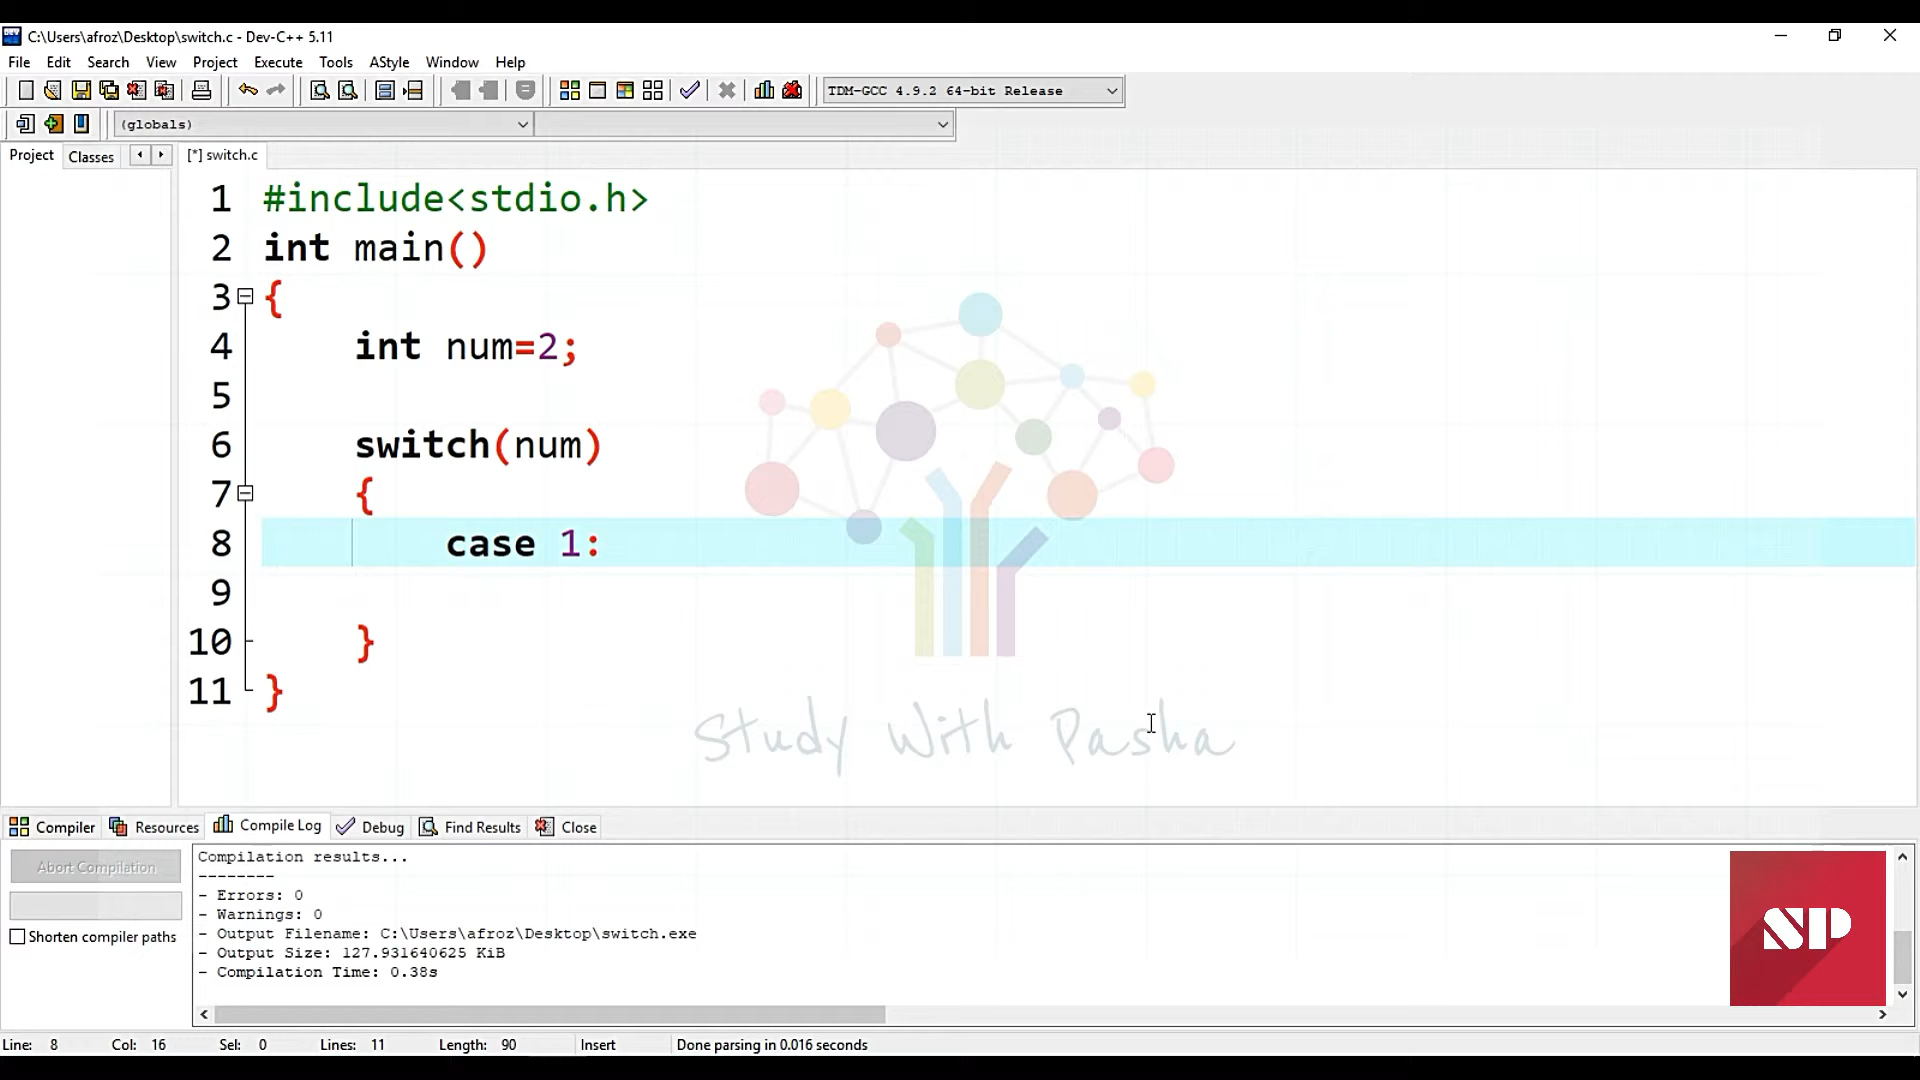 C:\Users\afroz\Desktop\switch.c - Dev-C++ 5.11
File Edit Search View Project Execute Tools AStyle Window Help
TDM-GCC 4.9.2 64-bit Release
(globals)
Project Classes [*] switch.c
1 #include<stdio.h>
2 int main()
3 {
4 int num=2;
5
6 switch(num)
7 {
8 case 1:
9
10 }
11 }
Study With Pasha
Compiler Resources Compile Log Debug Find Results Close
Abort Compilation
Shorten compiler paths
Compilation results...
--------
- Errors: 0
- Warnings: 0
- Output Filename: C:\Users\afroz\Desktop\switch.exe
- Output Size: 127.931640625 KiB
- Compilation Time: 0.38s
SP
Line: 8 Col: 16 Sel: 0 Lines: 11 Length: 90 Insert Done parsing in 0.016 seconds